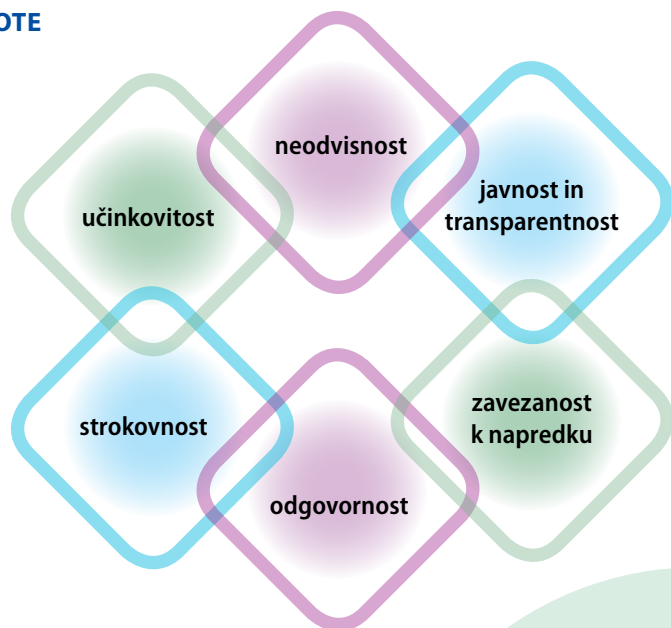 OTE
neodvisnost
javnost in
transparentnost
učinkovitost
strokovnost
zavezanost
k napredku
odgovornost